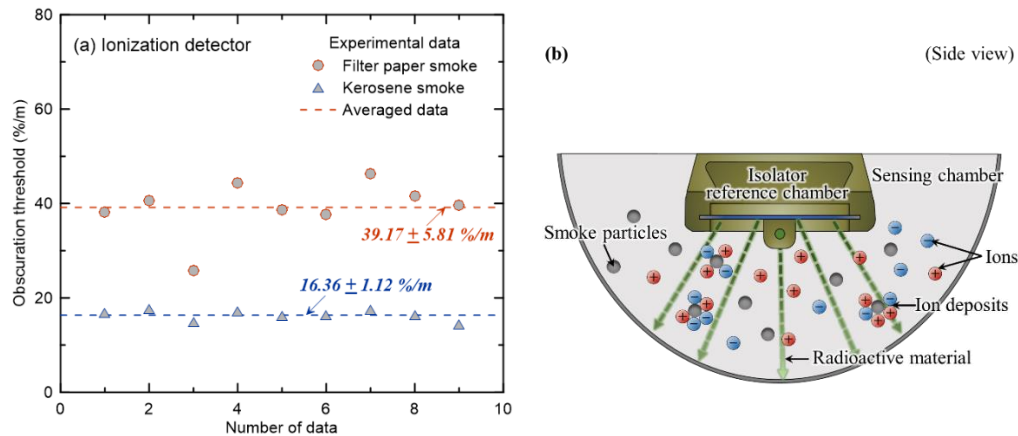 (a) Ionization detector
Experimental data
Filter paper smoke
Kerosene smoke
Averaged data
Obscuration threshold (%/m)
80
60
40
20
0
39.17 ± 5.81 %/m
16.36 ± 1.12 %/m
0 2 4 6 8 10
Number of data
(b)
(Side view)
Isolator
reference chamber
Sensing chamber
Smoke particles
Ions
Ion deposits
Radioactive material